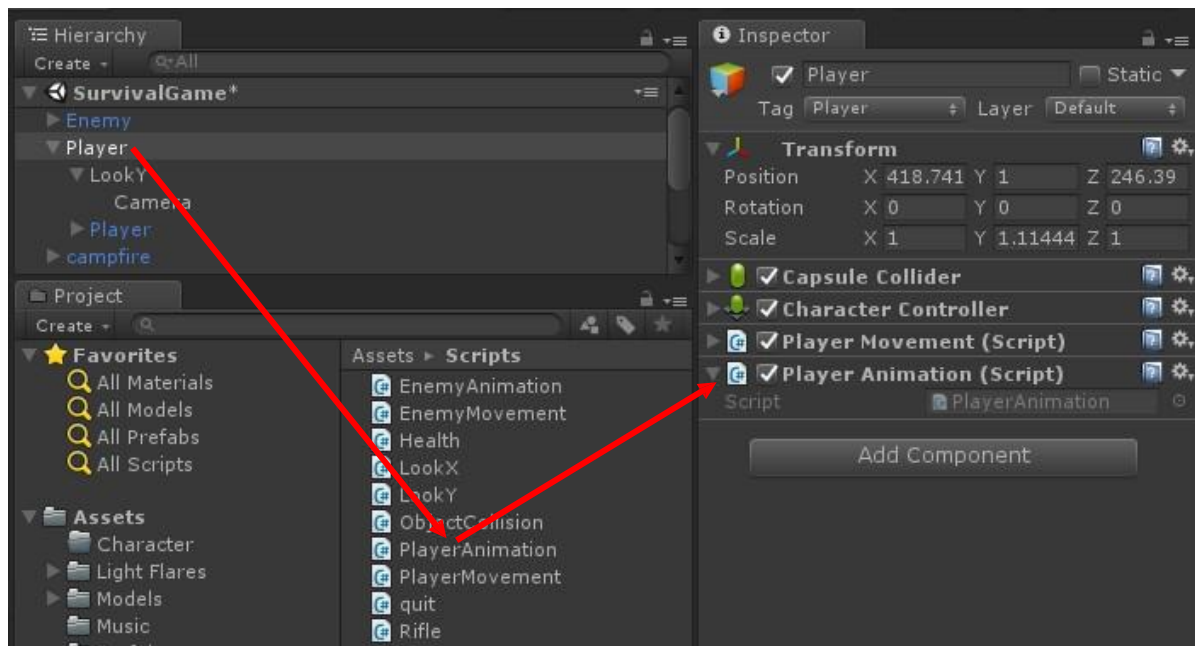 Hierarchy
Create
All
SurvivalGame*
Enemy
Player
LookY
Camera
Player
campfire
Project
Create
Favorites
All Materials
All Models
All Prefabs
All Scripts
Assets
Character
Light Flares
Models
Music
Assets ▸ Scripts
EnemyAnimation
EnemyMovement
Health
LookX
LookY
ObjectCollision
PlayerAnimation
PlayerMovement
quit
Rifle
Inspector
Player Static
Tag Player Layer Default
Transform
Position X 418.741 Y 1 Z 246.39
Rotation X 0 Y 0 Z 0
Scale X 1 Y 1.11444 Z 1
Capsule Collider
Character Controller
Player Movement (Script)
Player Animation (Script)
Script PlayerAnimation
Add Component